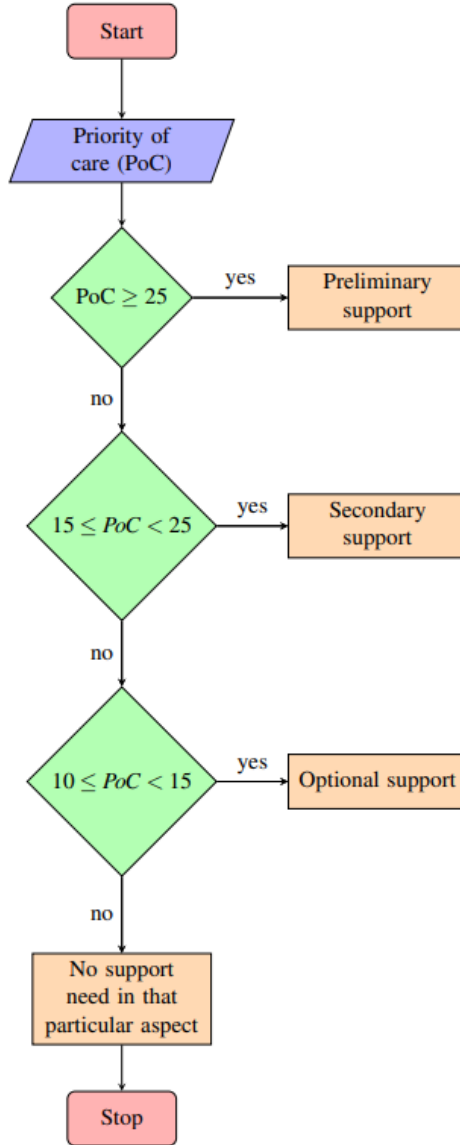 Start
Priority of
care (PoC)
PoC ≥ 25
yes
Preliminary
support
no
15 ≤ PoC < 25
yes
Secondary
support
no
10 ≤ PoC < 15
yes
Optional support
no
No support
need in that
particular aspect
Stop